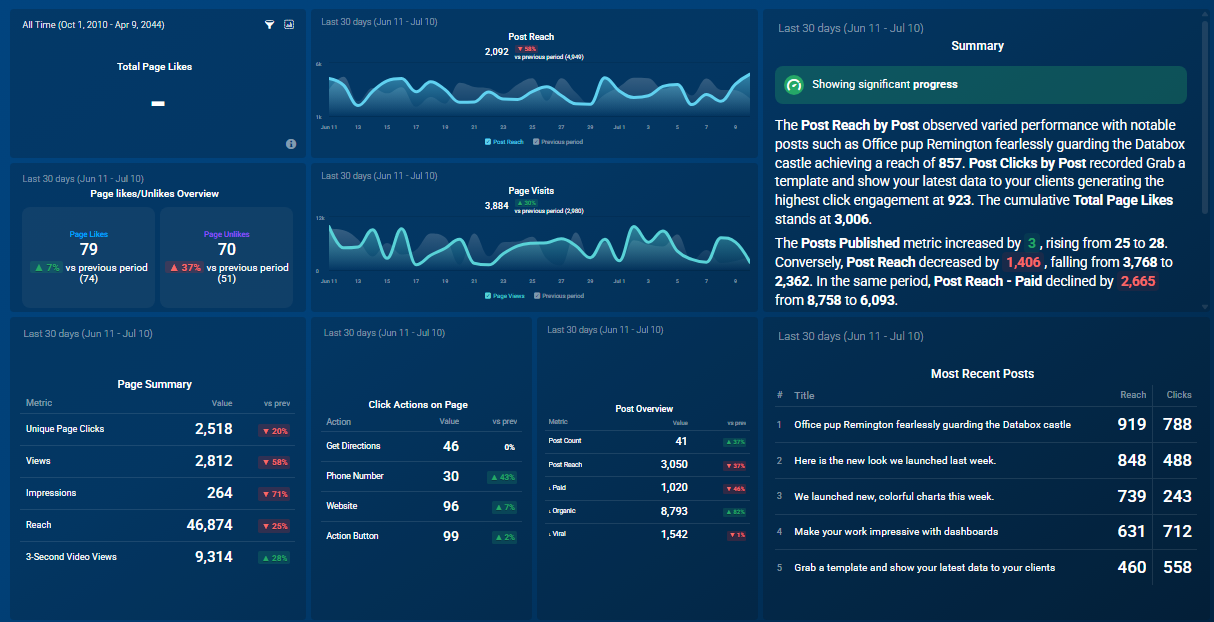 All Time (Oct 1, 2010 - Apr 9, 2044)
Total Page Likes
Last 30 days (Jun 11 - Jul 10)
Post Reach
2,092 ▼ 58%
vs previous period (4,949)
6k
1k
Jun 11 13 15 17 19 21 23 25 27 29 Jul 1 3 5 7 9
Post Reach Previous period
Last 30 days (Jun 11 - Jul 10)
Summary
Showing significant progress
The Post Reach by Post observed varied performance with notable
posts such as Office pup Remington fearlessly guarding the Databox
castle achieving a reach of 857. Post Clicks by Post recorded Grab a
template and show your latest data to your clients generating the
highest click engagement at 923. The cumulative Total Page Likes
stands at 3,006.
The Posts Published metric increased by 3 , rising from 25 to 28.
Conversely, Post Reach decreased by 1,406 , falling from 3,768 to
2,362. In the same period, Post Reach - Paid declined by 2,665
from 8,758 to 6,093.
Last 30 days (Jun 11 - Jul 10)
Page likes/Unlikes Overview
Page Likes
79
▲ 7% vs previous period
(74)
Page Unlikes
70
▲ 37% vs previous period
(51)
Last 30 days (Jun 11 - Jul 10)
Page Visits
3,884 ▲ 30%
vs previous period (2,980)
13k
0
Jun 11 13 15 17 19 21 23 25 27 29 Jul 1 3 5 7 9
Page Views Previous period
Last 30 days (Jun 11 - Jul 10)
Page Summary
Metric Value vs prev
Unique Page Clicks 2,518 ▼ 20%
Views 2,812 ▼ 58%
Impressions 264 ▼ 71%
Reach 46,874 ▼ 25%
3-Second Video Views 9,314 ▲ 28%
Last 30 days (Jun 11 - Jul 10)
Click Actions on Page
Action Value vs prev
Get Directions 46 0%
Phone Number 30 ▲ 43%
Website 96 ▲ 7%
Action Button 99 ▲ 2%
Last 30 days (Jun 11 - Jul 10)
Post Overview
Metric Value vs prev
Post Count 41 ▲ 37%
Post Reach 3,050 ▼ 37%
Paid 1,020 ▼ 46%
Organic 8,793 ▲ 82%
Viral 1,542 ▼ 1%
Last 30 days (Jun 11 - Jul 10)
Most Recent Posts
# Title Reach Clicks
1 Office pup Remington fearlessly guarding the Databox castle 919 788
2 Here is the new look we launched last week. 848 488
3 We launched new, colorful charts this week. 739 243
4 Make your work impressive with dashboards 631 712
5 Grab a template and show your latest data to your clients 460 558